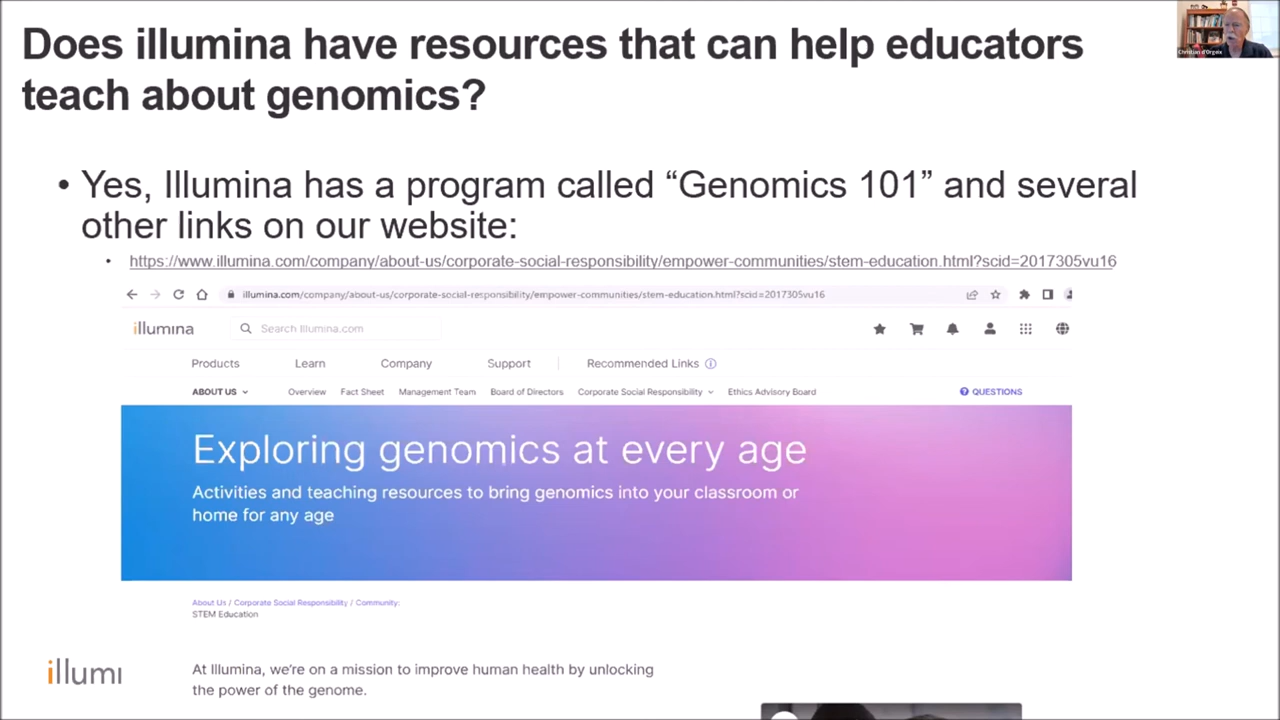 Does illumina have resources that can help educators
teach about genomics?
Christian d'Orgeix
• Yes, Illumina has a program called “Genomics 101” and several
other links on our website:
• https://www.illumina.com/company/about-us/corporate-social-responsibility/empower-communities/stem-education.html?scid=2017305vu16
illumina.com/company/about-us/corporate-social-responsibility/empower-communities/stem-education.html?scid=2017305vu16
illumina Search Illumina.com
Products Learn Company Support Recommended Links
ABOUT US Overview Fact Sheet Management Team Board of Directors Corporate Social Responsibility Ethics Advisory Board QUESTIONS
Exploring genomics at every age
Activities and teaching resources to bring genomics into your classroom or
home for any age
About Us / Corporate Social Responsibility / Community:
STEM Education
At Illumina, we're on a mission to improve human health by unlocking
the power of the genome.
illumi